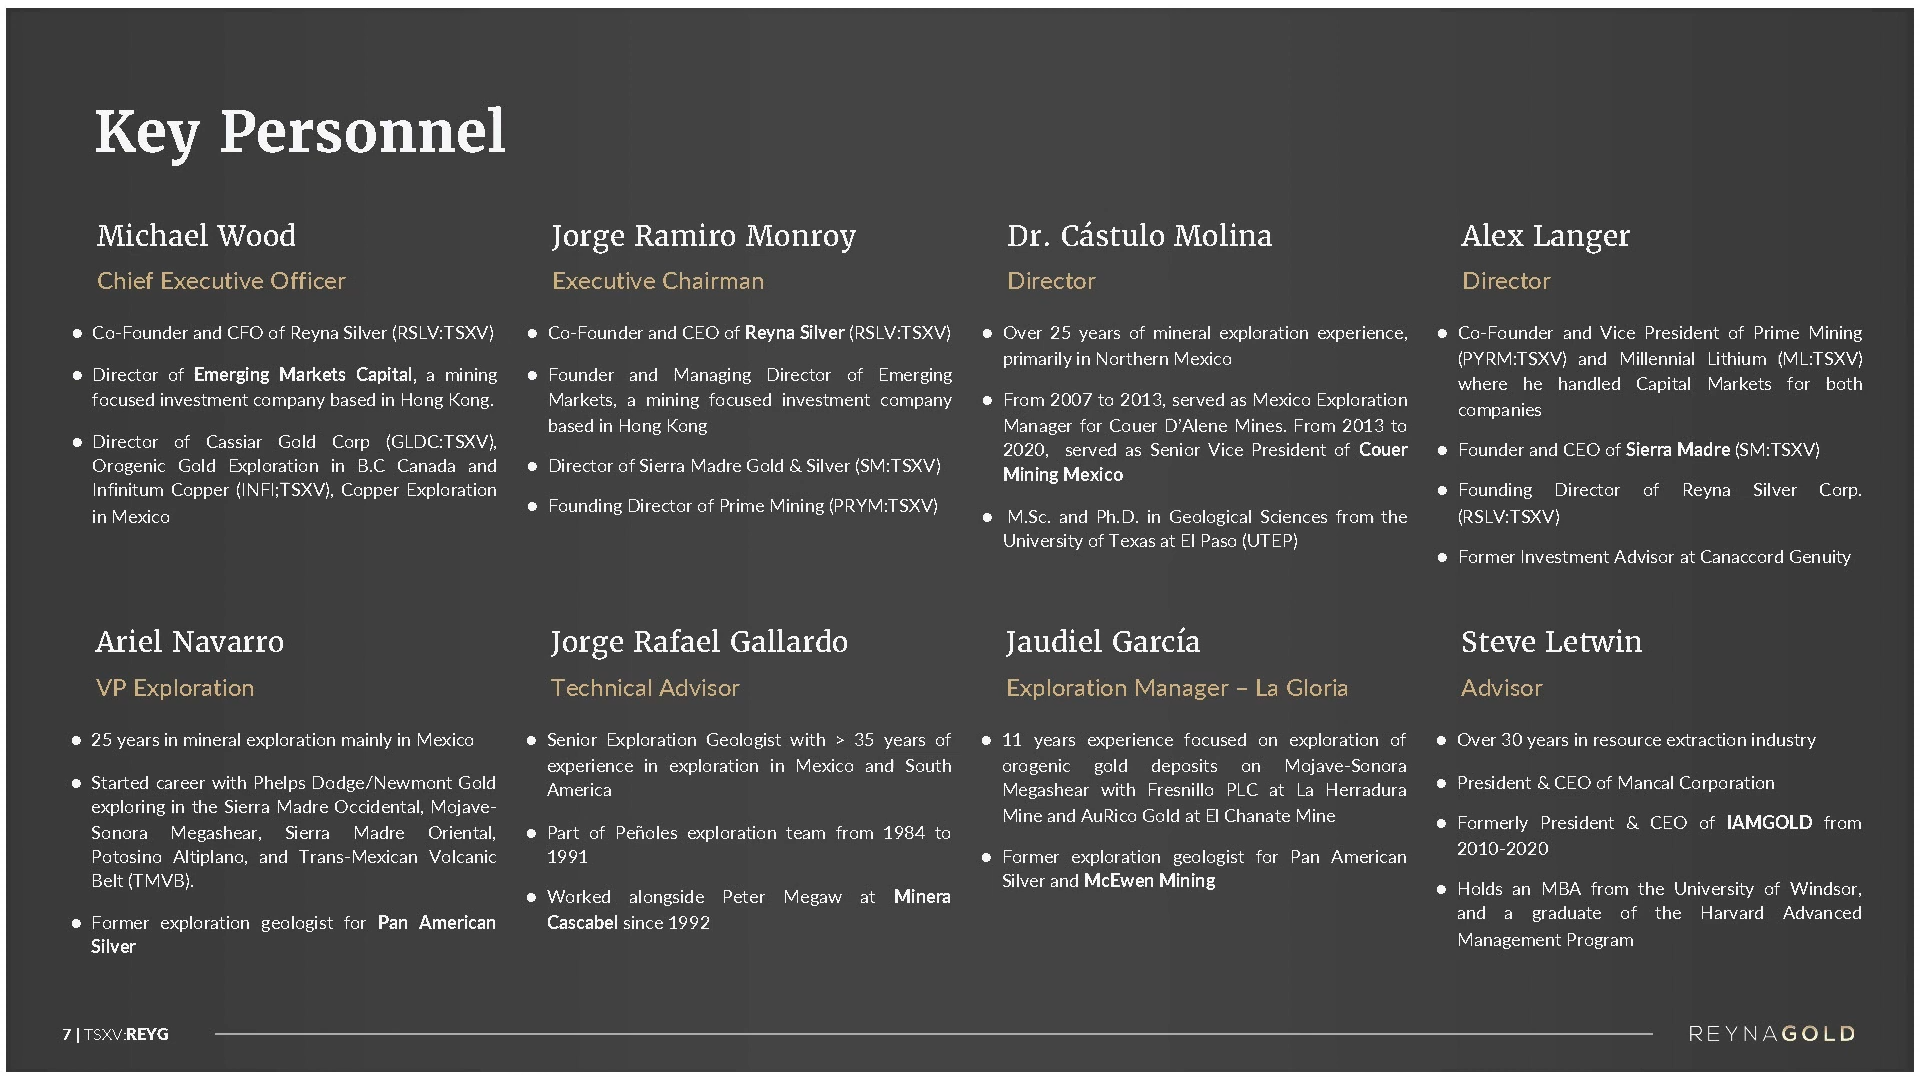 Key Personnel
Michael Wood
Chief Executive Officer
● Co-Founder and CFO of Reyna Silver (RSLV:TSXV)
● Director of Emerging Markets Capital, a mining
focused investment company based in Hong Kong.
● Director of Cassiar Gold Corp (GLDC:TSXV),
Orogenic Gold Exploration in B.C Canada and
Infinitum Copper (INFI;TSXV), Copper Exploration
in Mexico
Jorge Ramiro Monroy
Executive Chairman
● Co-Founder and CEO of Reyna Silver (RSLV:TSXV)
● Founder and Managing Director of Emerging
Markets, a mining focused investment company
based in Hong Kong
● Director of Sierra Madre Gold & Silver (SM:TSXV)
● Founding Director of Prime Mining (PRYM:TSXV)
Dr. Cástulo Molina
Director
● Over 25 years of mineral exploration experience,
primarily in Northern Mexico
● From 2007 to 2013, served as Mexico Exploration
Manager for Couer D’Alene Mines. From 2013 to
2020, served as Senior Vice President of Couer
Mining Mexico
● M.Sc. and Ph.D. in Geological Sciences from the
University of Texas at El Paso (UTEP)
Alex Langer
Director
● Co-Founder and Vice President of Prime Mining
(PYRM:TSXV) and Millennial Lithium (ML:TSXV)
where he handled Capital Markets for both
companies
● Founder and CEO of Sierra Madre (SM:TSXV)
● Founding Director of Reyna Silver Corp.
(RSLV:TSXV)
● Former Investment Advisor at Canaccord Genuity
Ariel Navarro
VP Exploration
● 25 years in mineral exploration mainly in Mexico
● Started career with Phelps Dodge/Newmont Gold
exploring in the Sierra Madre Occidental, Mojave-
Sonora Megashear, Sierra Madre Oriental,
Potosino Altiplano, and Trans-Mexican Volcanic
Belt (TMVB).
● Former exploration geologist for Pan American
Silver
Jorge Rafael Gallardo
Technical Advisor
● Senior Exploration Geologist with > 35 years of
experience in exploration in Mexico and South
America
● Part of Peñoles exploration team from 1984 to
1991
● Worked alongside Peter Megaw at Minera
Cascabel since 1992
Jaudiel García
Exploration Manager – La Gloria
● 11 years experience focused on exploration of
orogenic gold deposits on Mojave-Sonora
Megashear with Fresnillo PLC at La Herradura
Mine and AuRico Gold at El Chanate Mine
● Former exploration geologist for Pan American
Silver and McEwen Mining
Steve Letwin
Advisor
● Over 30 years in resource extraction industry
● President & CEO of Mancal Corporation
● Formerly President & CEO of IAMGOLD from
2010-2020
● Holds an MBA from the University of Windsor,
and a graduate of the Harvard Advanced
Management Program
7 | TSXV:REYG
REYNAGOLD